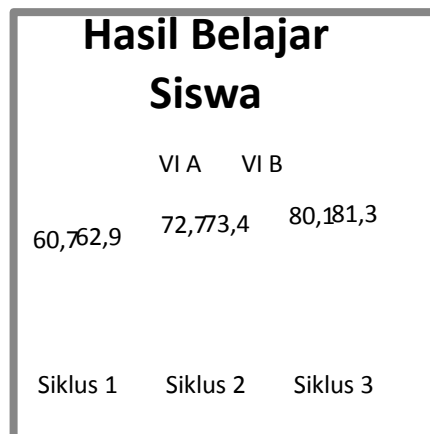 Hasil Belajar
Siswa
VI A VI B
60,7 62,9 72,7 73,4 80,1 81,3
Siklus 1 Siklus 2 Siklus 3